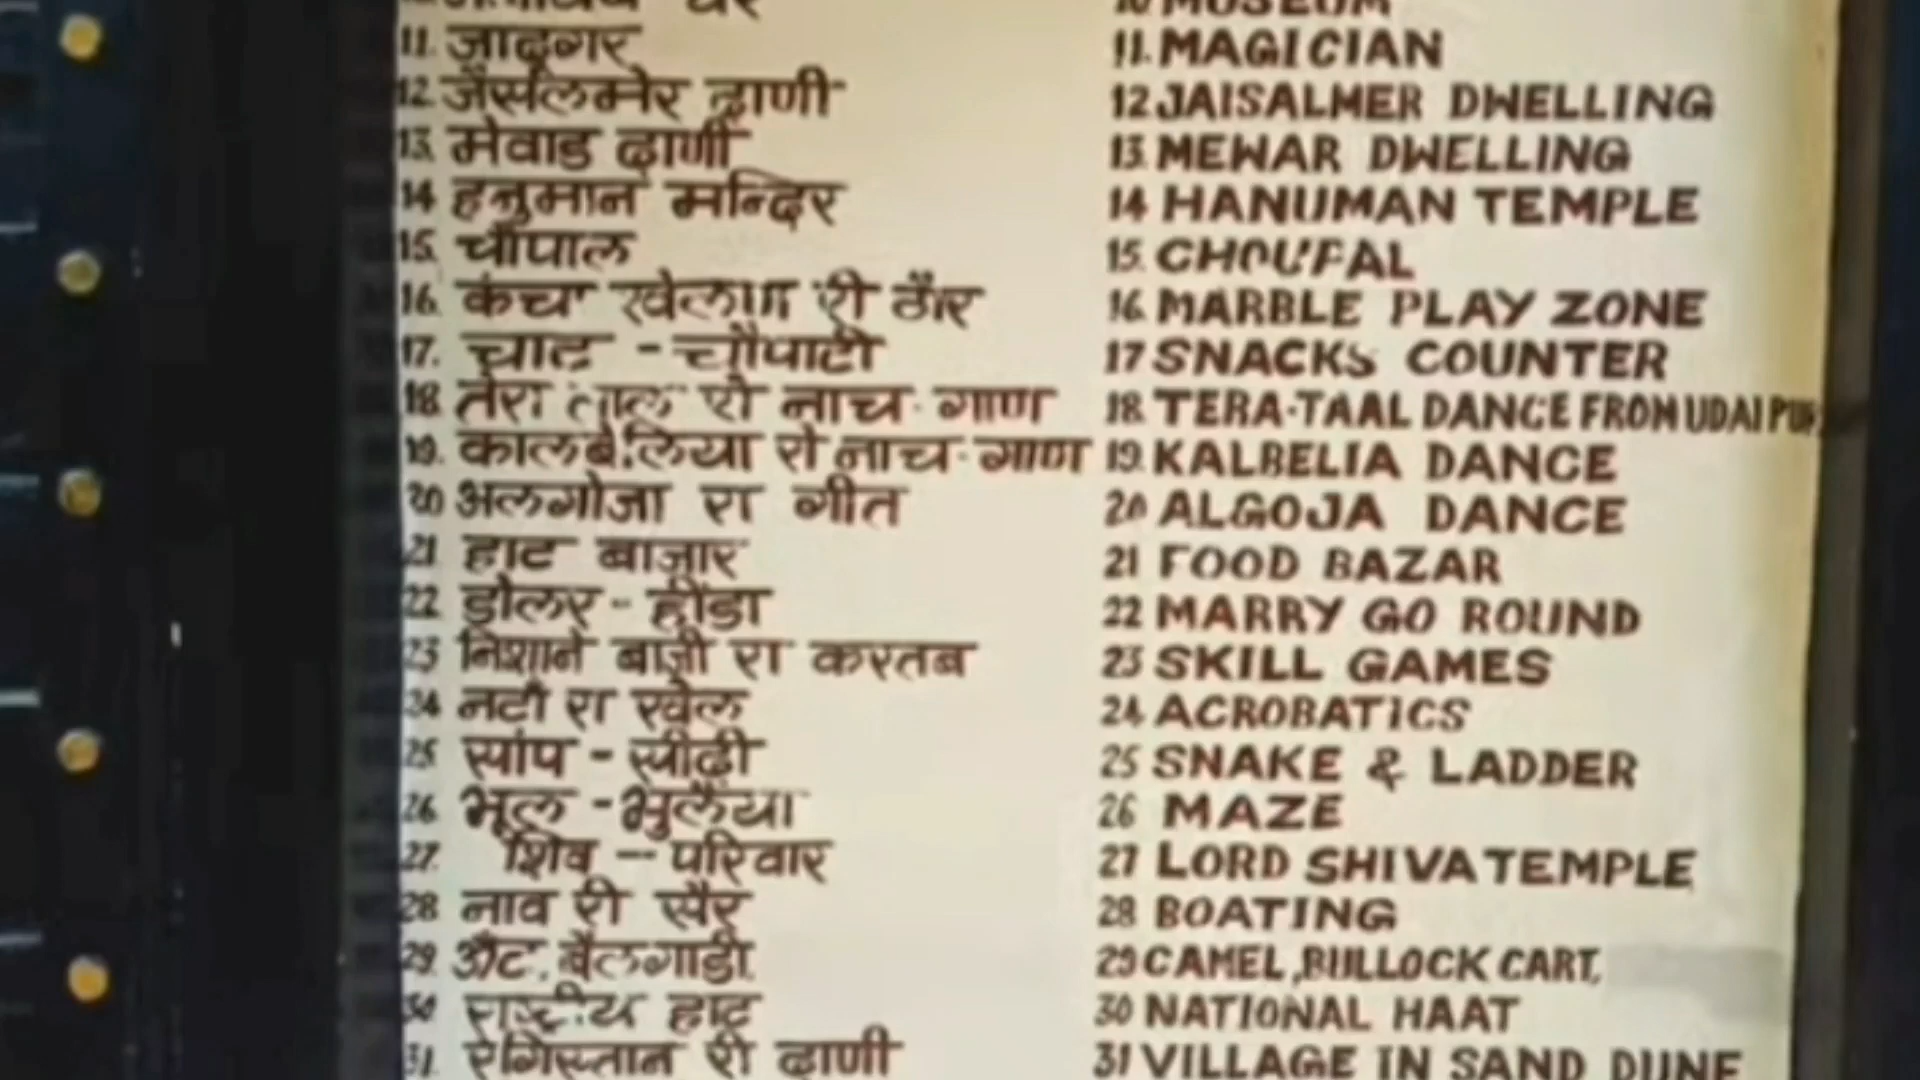 10 MUSEUM
11. जादूगर 11. MAGICIAN
12. जैसलमेर ढाणी 12 JAISALMER DWELLING
13. मेवाड ढाणी 13 MEWAR DWELLING
14 हनुमान मन्दिर 14 HANUMAN TEMPLE
15. चौपाल 15. CHOUPAL
16. कंचा खेलण री ठौर 16 MARBLE PLAY ZONE
17. चाट - चौपाटी 17 SNACKS COUNTER
18 तेरा ताल रो नाच-गाण 18. TERA-TAAL DANCE FROM UDAIPUR
19. कालबेलिया रो नाच-गाण 19. KALBELIA DANCE
20 अलगोजा रा गीत 20 ALGOJA DANCE
21 हाट बाजार 21 FOOD BAZAR
22 डोलर - हींडा 22 MARRY GO ROUND
23 निशाने बाजी रा करतब 23 SKILL GAMES
24 नटों रा खेल 24 ACROBATICS
25 सांप - सीढ़ी 25 SNAKE & LADDER
26 भूल - भुलैया 26 MAZE
27. शिव - परिवार 27 LORD SHIVA TEMPLE
28 नाव री सैर 28 BOATING
29. ऊँट, बैलगाडी 29 CAMEL, BULLOCK CART,
30 राष्ट्रीय हाट 30 NATIONAL HAAT
31. रेगिस्तान री ढाणी 31 VILLAGE IN SAND DUNE